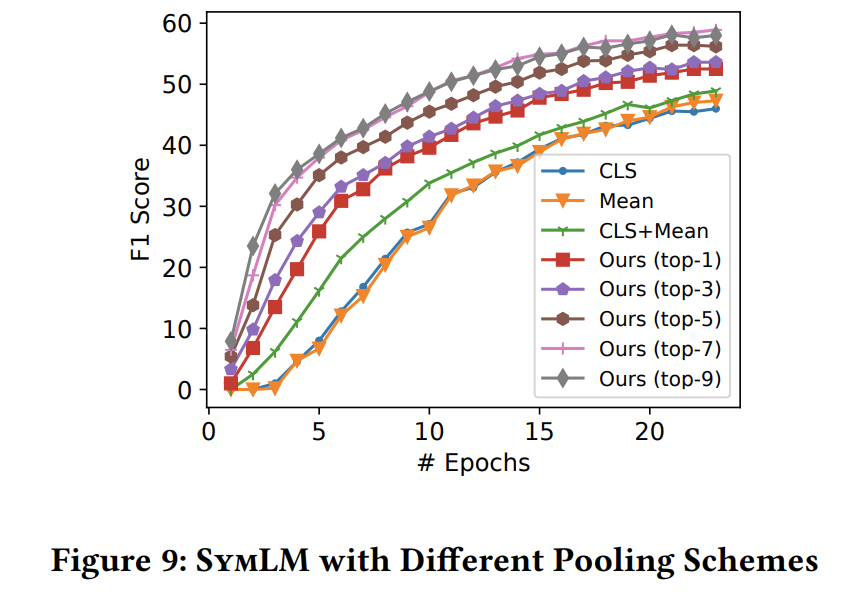 60
50
40
30
20
10
0
F1 Score
CLS
Mean
CLS+Mean
Ours (top-1)
Ours (top-3)
Ours (top-5)
Ours (top-7)
Ours (top-9)
0 5 10 15 20
# Epochs
Figure 9: SymLM with Different Pooling Schemes